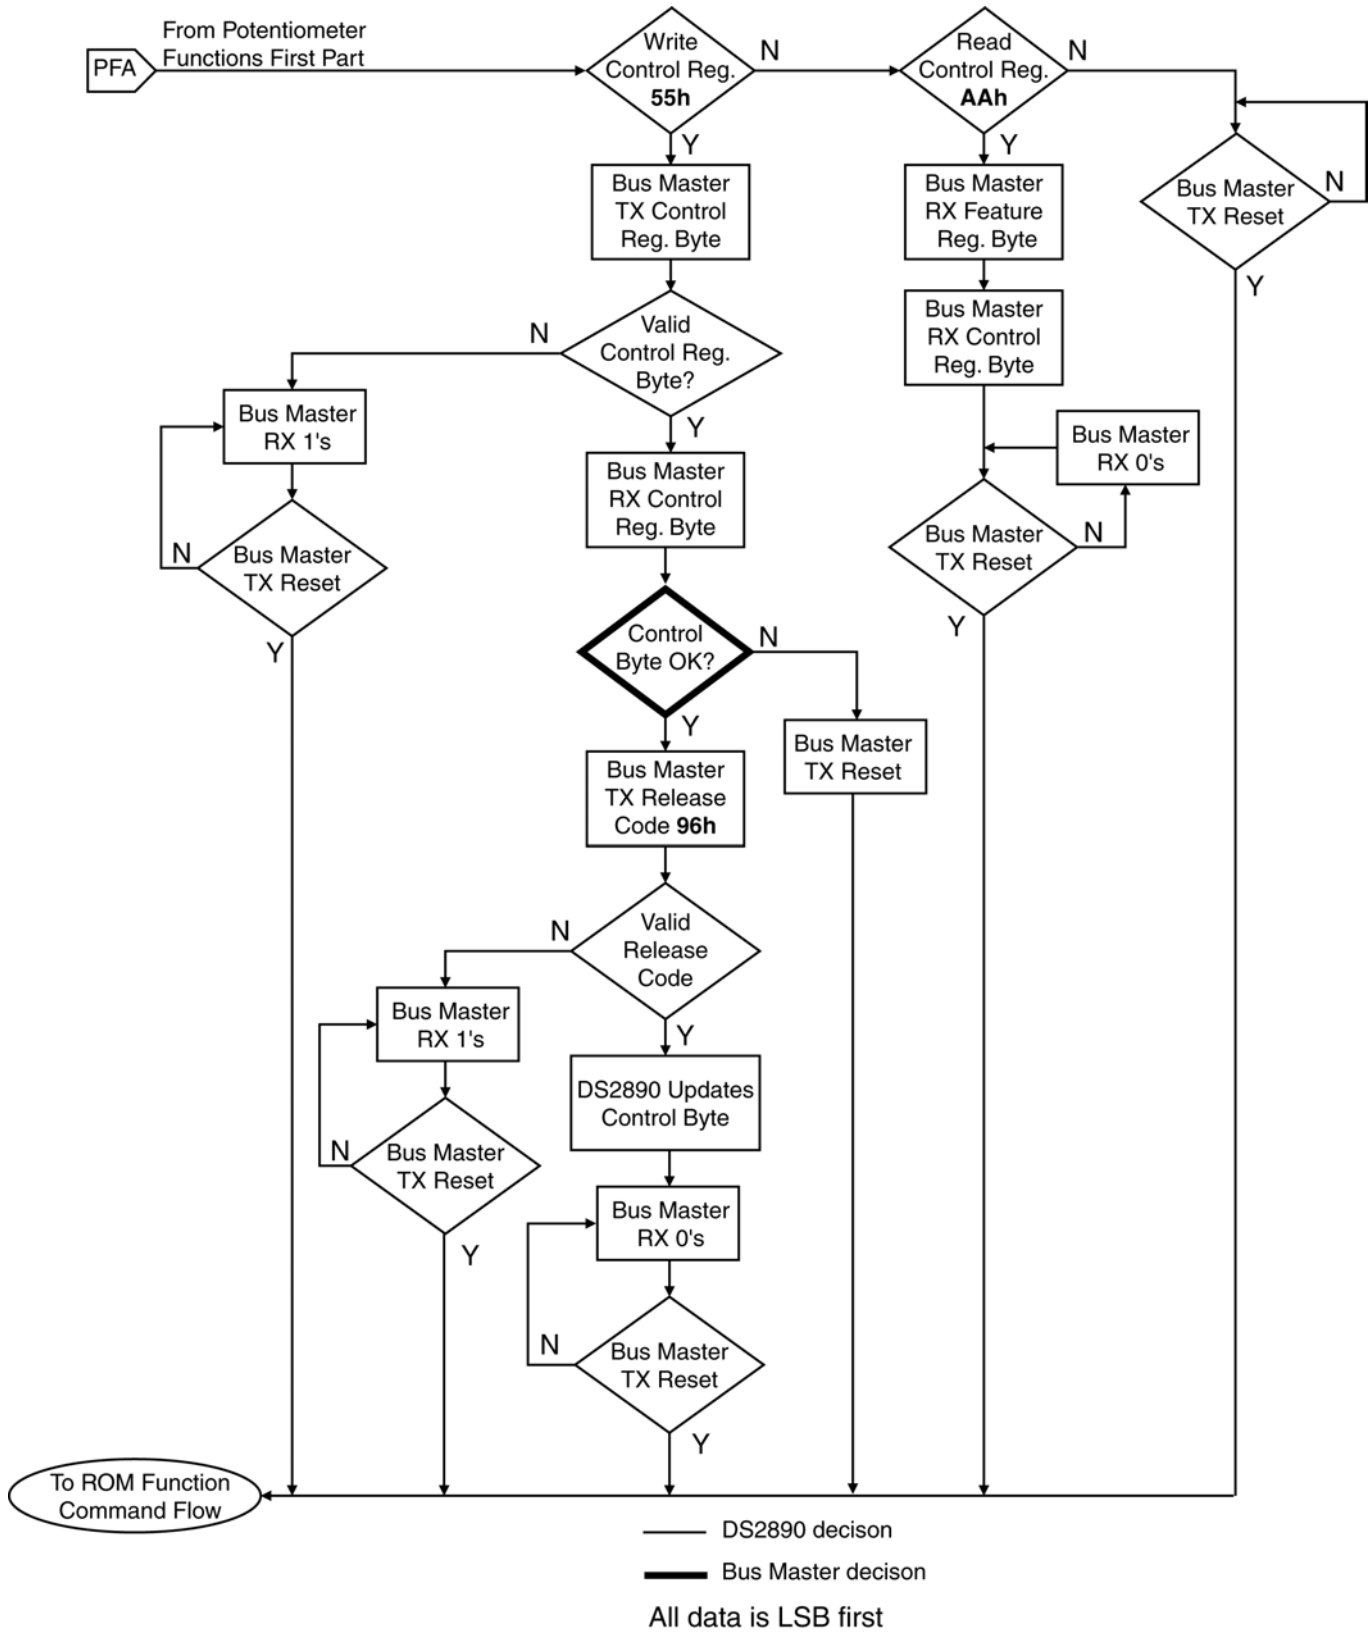 From Potentiometer
Functions First Part
PFA
Write
Control Reg.
55h
N
Y
Read
Control Reg.
AAh
N
Y
Bus Master
TX Reset
N
Y
Bus Master
TX Control
Reg. Byte
Bus Master
RX Feature
Reg. Byte
Bus Master
RX Control
Reg. Byte
Valid
Control Reg.
Byte?
N
Y
Bus Master
RX 1's
Bus Master
TX Reset
N
Y
Bus Master
RX Control
Reg. Byte
Bus Master
RX 0's
Bus Master
TX Reset
N
Y
Control
Byte OK?
N
Y
Bus Master
TX Reset
Bus Master
TX Release
Code 96h
Valid
Release
Code
N
Y
Bus Master
RX 1's
Bus Master
TX Reset
N
Y
DS2890 Updates
Control Byte
Bus Master
RX 0's
Bus Master
TX Reset
N
Y
To ROM Function
Command Flow
DS2890 decison
Bus Master decison
All data is LSB first